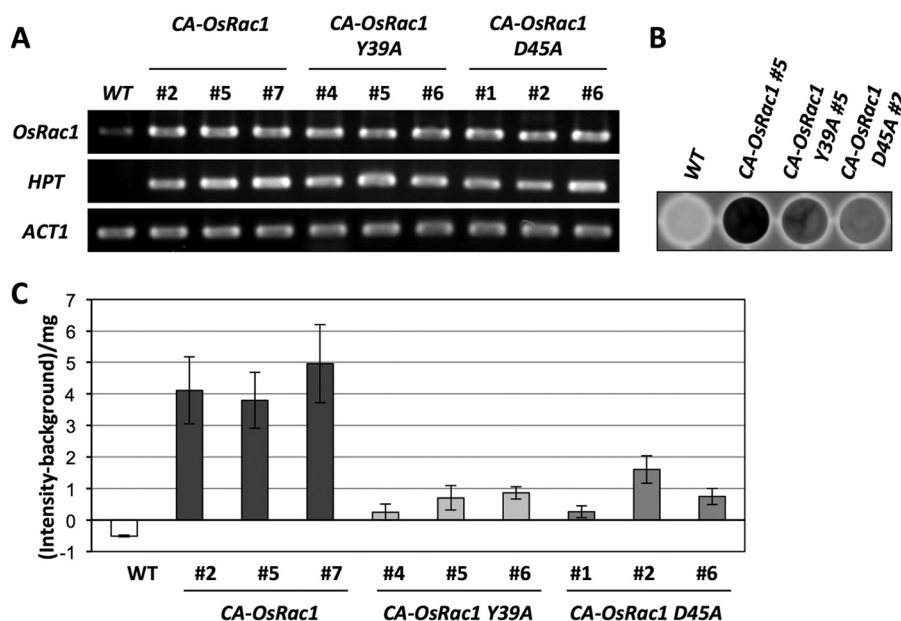 A
CA-OsRac1
CA-OsRac1
Y39A
CA-OsRac1
D45A
WT #2 #5 #7 #4 #5 #6 #1 #2 #6
OsRac1
HPT
ACT1
B
WT
CA-OsRac1 #5
CA-OsRac1
Y39A #5
CA-OsRac1
D45A #2
C
(Intensity-background)/mg
7
6
5
4
3
2
1
0
-1
WT #2 #5 #7 #4 #5 #6 #1 #2 #6
CA-OsRac1 CA-OsRac1 Y39A CA-OsRac1 D45A